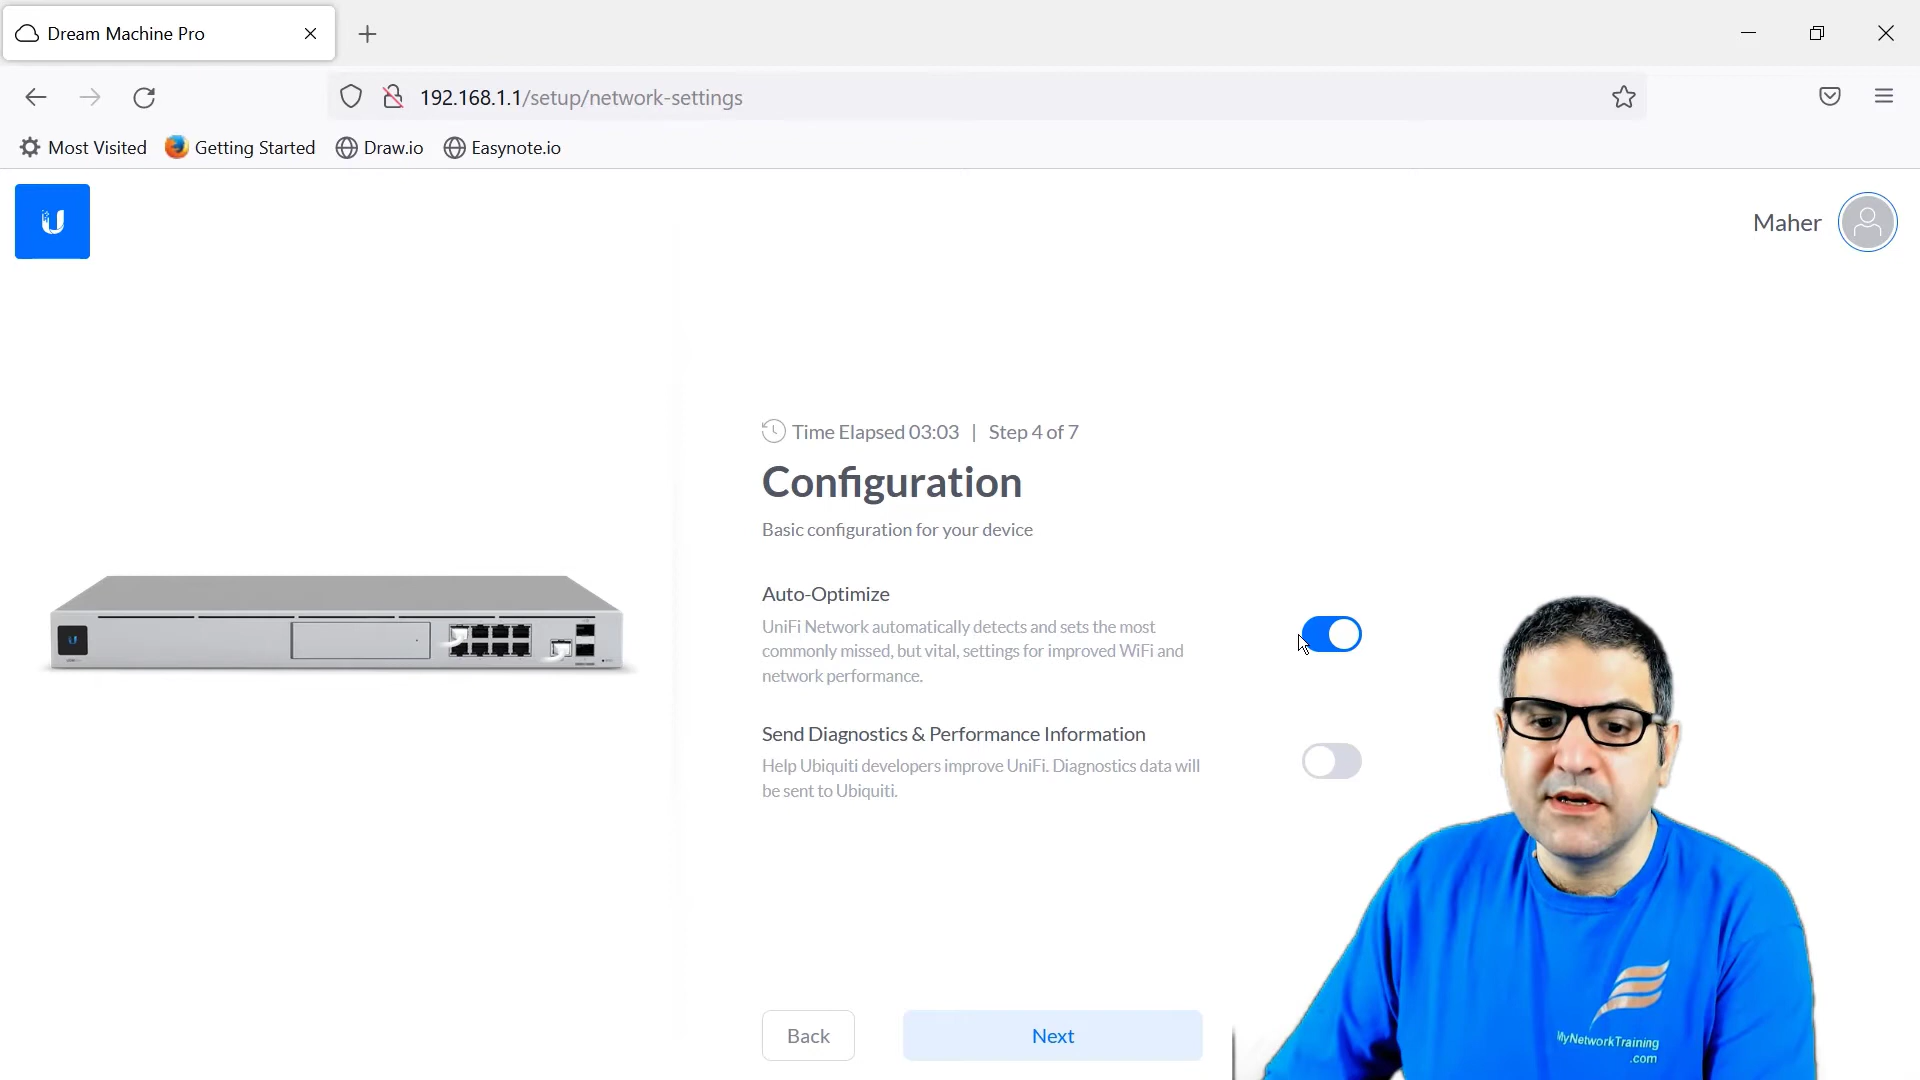 Dream Machine Pro
192.168.1.1/setup/network-settings
Most Visited
Getting Started
Draw.io
Easynote.io
U
Maher
Time Elapsed 03:03 | Step 4 of 7
Configuration
Basic configuration for your device
Auto-Optimize
UniFi Network automatically detects and sets the most
commonly missed, but vital, settings for improved WiFi and
network performance.
Send Diagnostics & Performance Information
Help Ubiquiti developers improve UniFi. Diagnostics data will
be sent to Ubiquiti.
Back
Next
MyNetworkTraining
.com